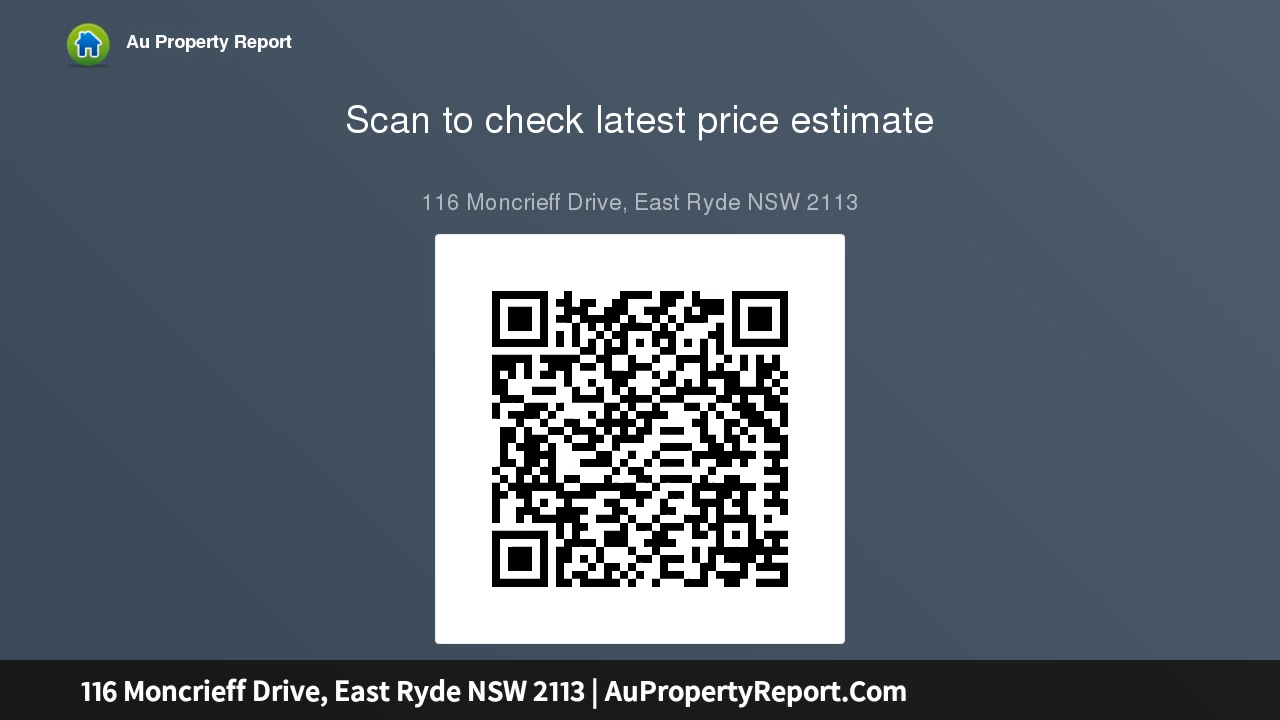 Au Property Report
Scan to check latest price estimate
116 Moncrieff Drive, East Ryde NSW 2113
116 Moncrieff Drive, East Ryde NSW 2113 | AuPropertyReport.Com